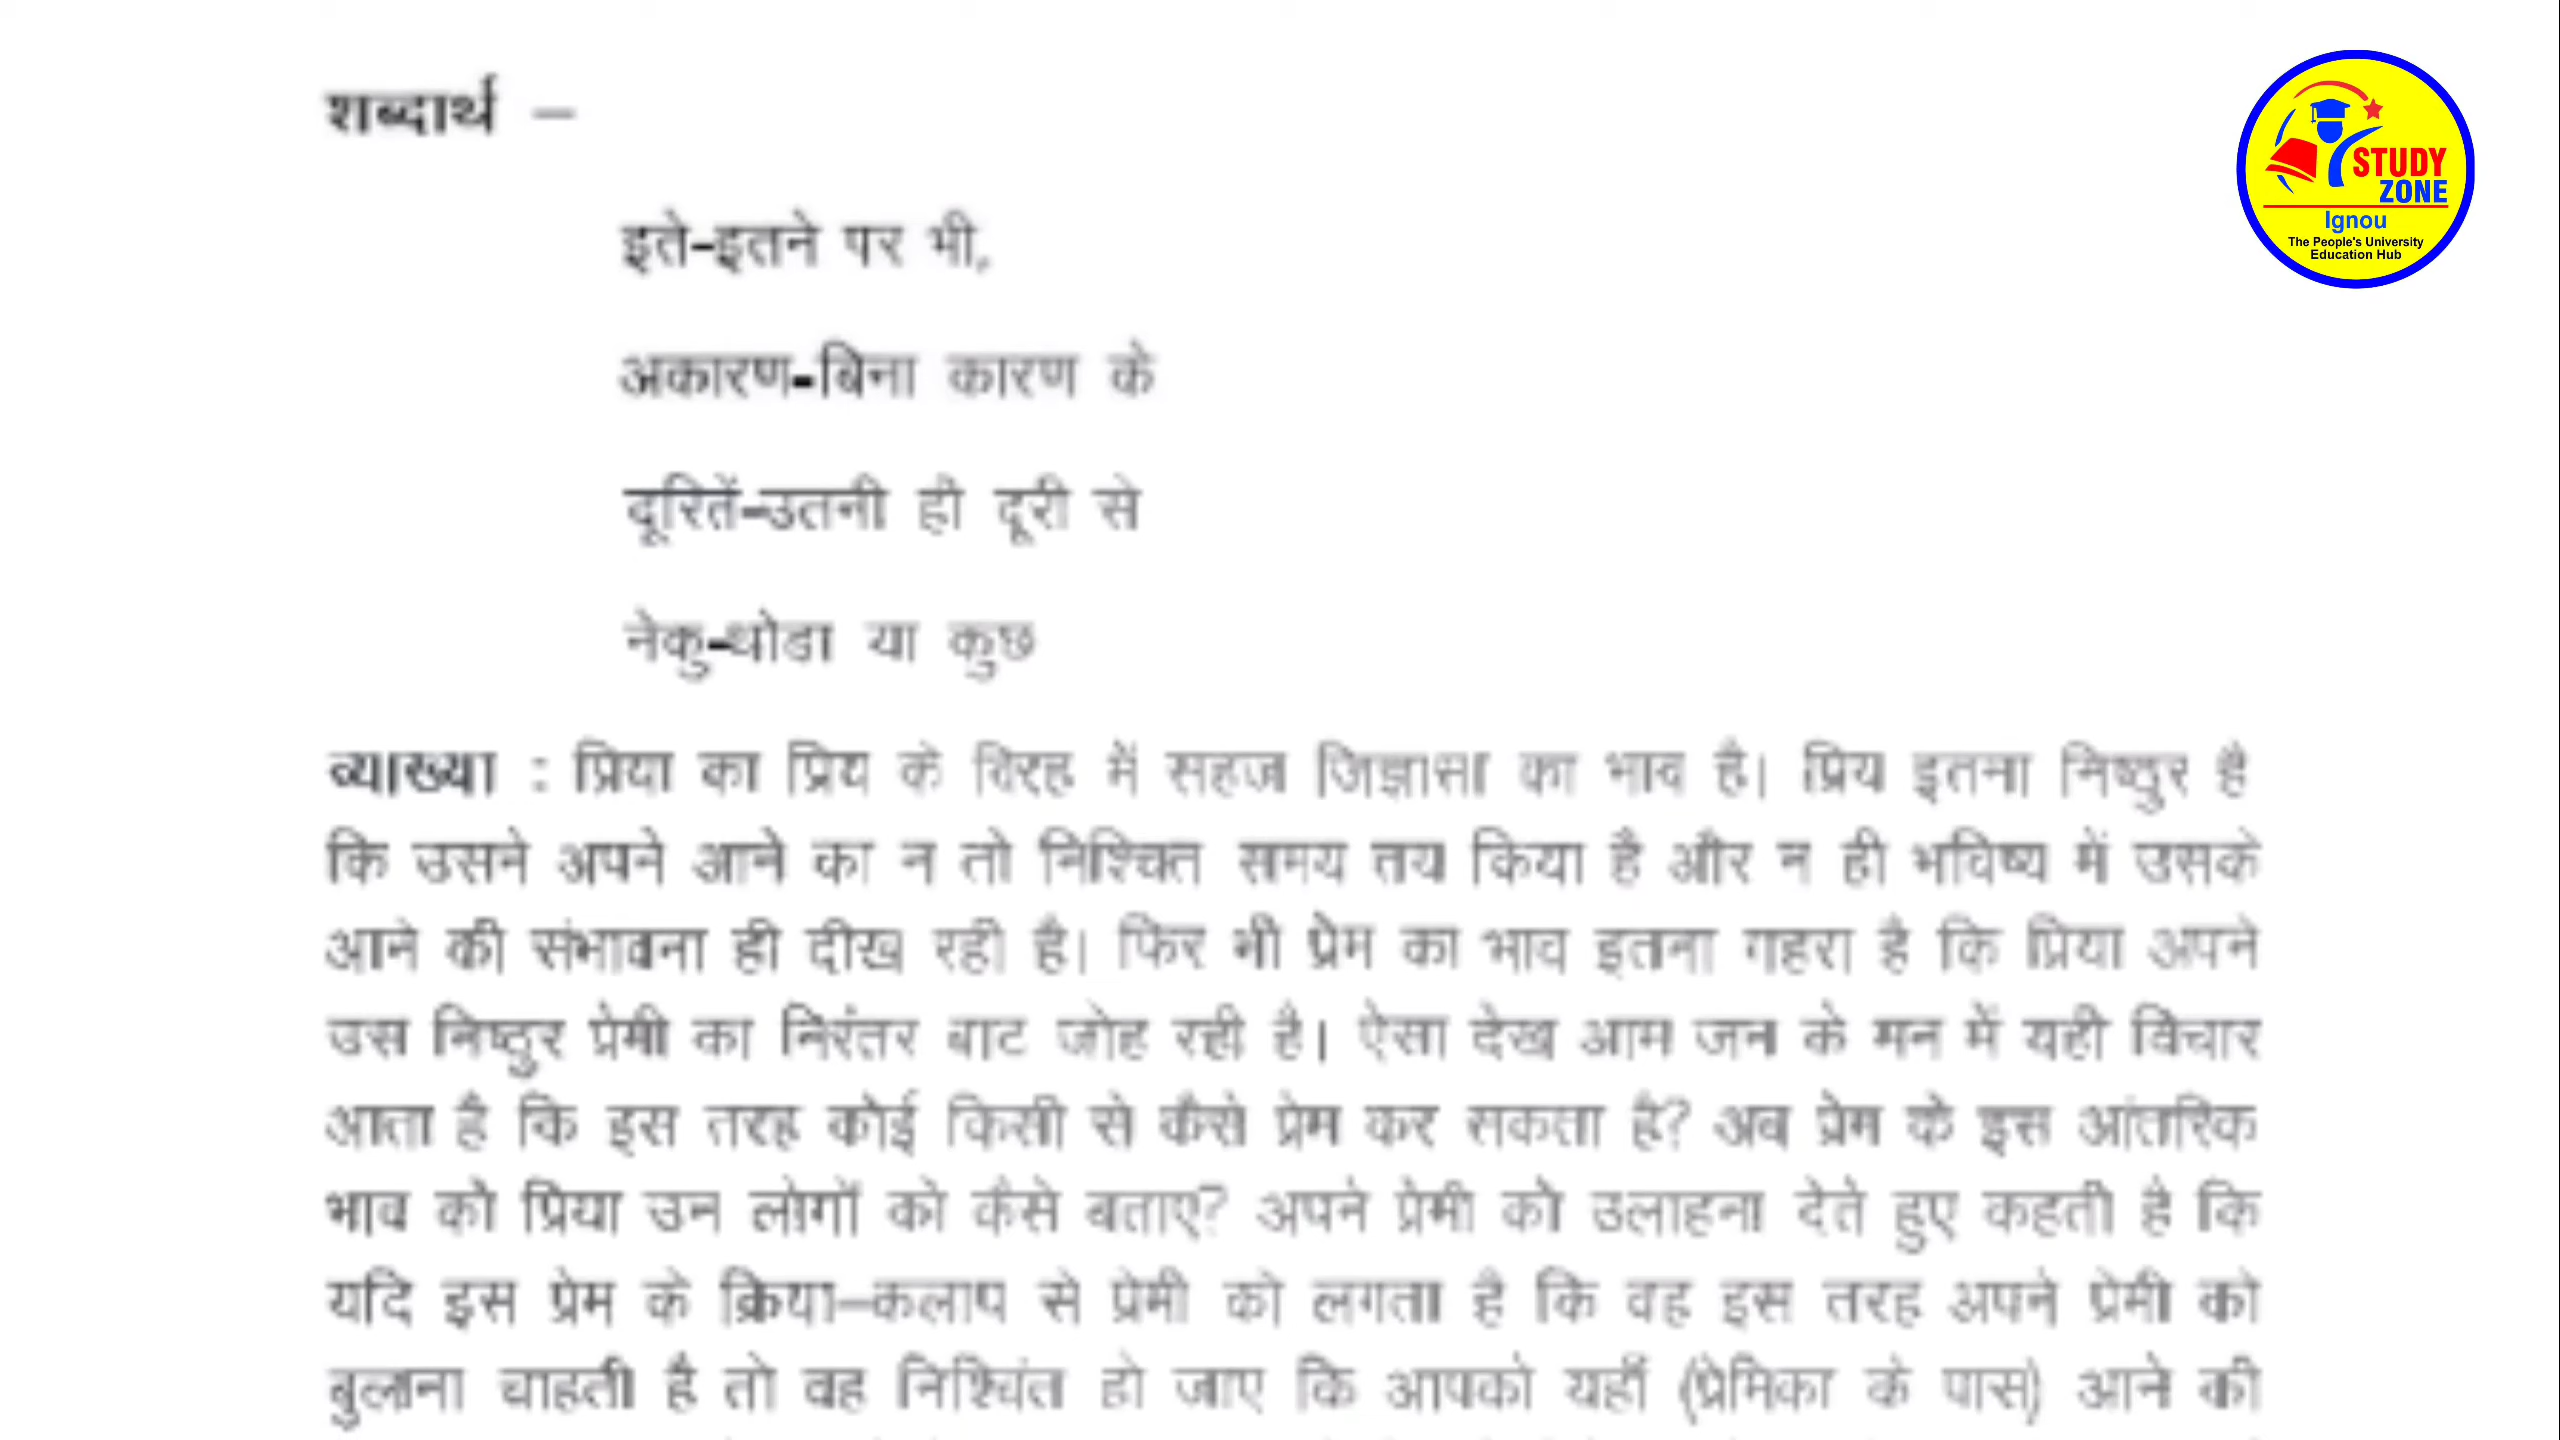 शब्दार्थ –
STUDY
ZONE
Ignou
The People's University
Education Hub
इते-इतने पर भी,
अकारण-बिना कारण के
दूरितें-उतनी ही दूरी से
नेकु-थोडा या कुछ
व्याख्या : प्रिया का प्रिय के विरह में सहज जिज्ञासा का भाव है। प्रिय इतना निष्ठुर है
कि उसने अपने आने का न तो निश्चित समय तय किया है और न ही भविष्य में उसके
आने की संभावना ही दीख रही है। फिर भी प्रेम का भाव इतना गहरा है कि प्रिया अपने
उस निष्ठुर प्रेमी का निरंतर बाट जोह रही है। ऐसा देख आम जन के मन में यही विचार
आता है कि इस तरह कोई किसी से कैसे प्रेम कर सकता है? अब प्रेम के इस आंतरिक
भाव को प्रिया उन लोगों को कैसे बताए? अपने प्रेमी को उलाहना देते हुए कहती है कि
यदि इस प्रेम के क्रिया–कलाप से प्रेमी को लगता है कि वह इस तरह अपने प्रेमी को
बुलाना चाहती है तो वह निश्चिंत हो जाए कि आपको यहाँ (प्रेमिका के पास) आने की